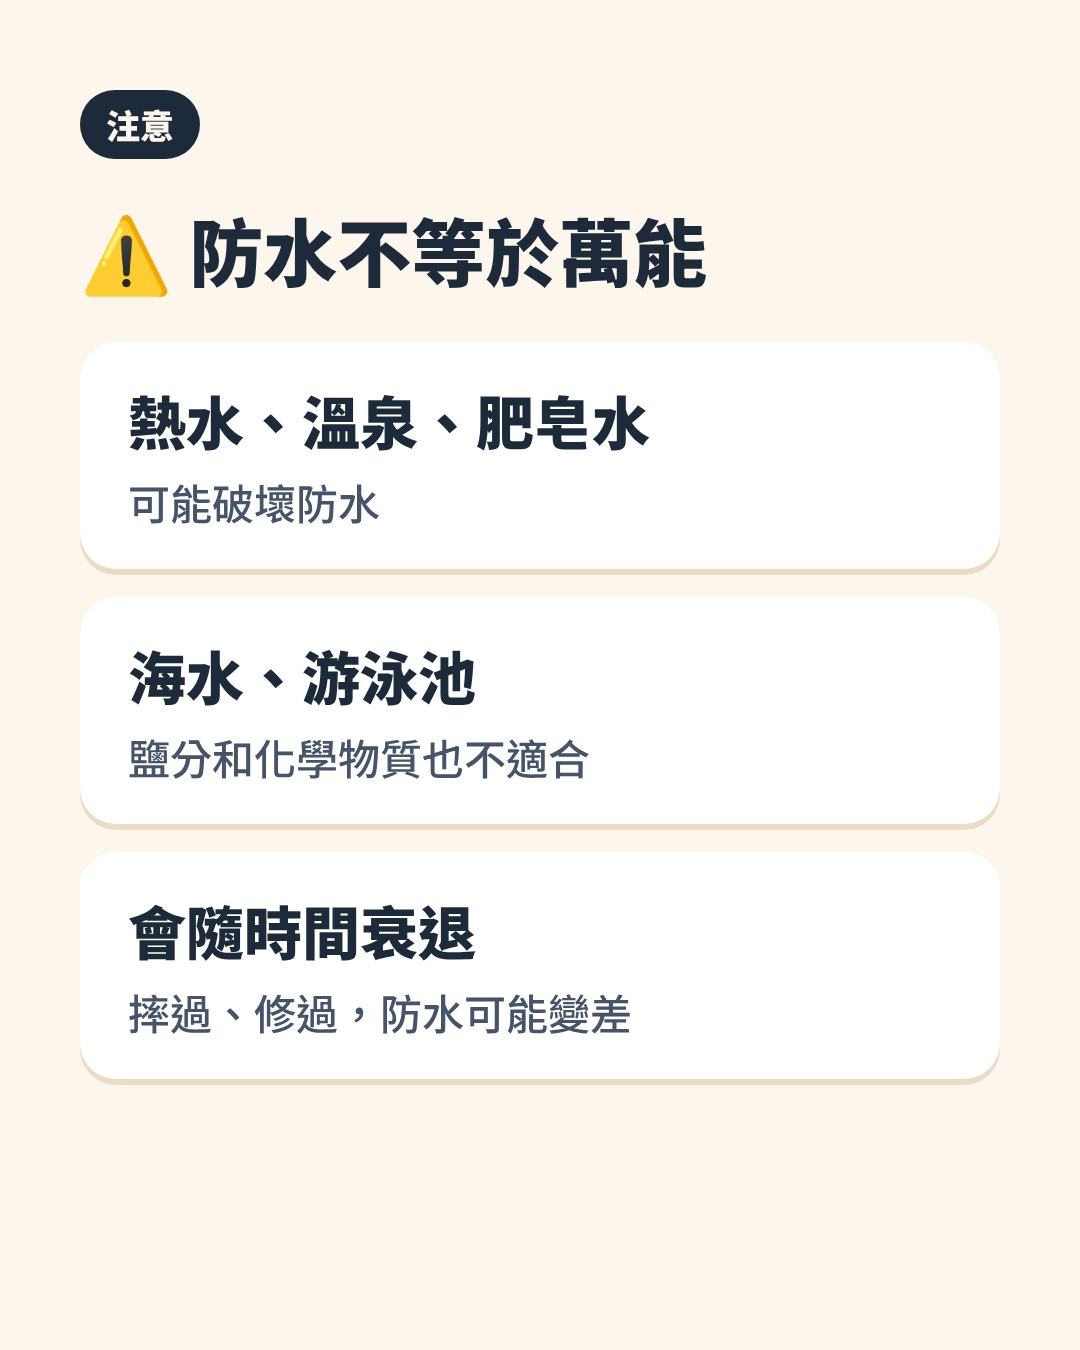 注意
⚠️ 防水不等於萬能
熱水、溫泉、肥皂水
可能破壞防水
海水、游泳池
鹽分和化學物質也不適合
會隨時間衰退
摔過、修過，防水可能變差